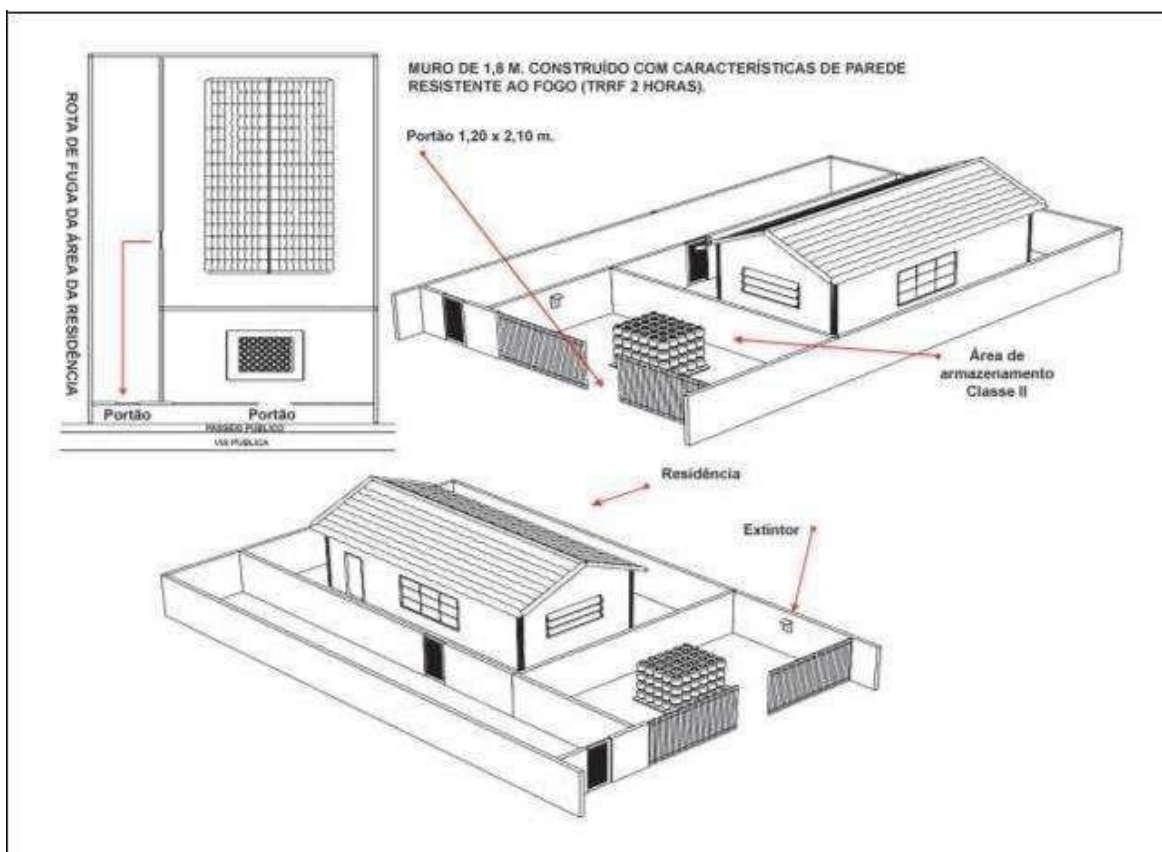 MURO DE 1,8 M. CONSTRUÍDO COM CARACTERÍSTICAS DE PAREDE
RESISTENTE AO FOGO (TRRF 2 HORAS).
ROTA DE FUGA DA ÁREA DA RESIDÊNCIA
Portão 1,20 x 2,10 m.
Área de
armazenamento
Classe II
Portão
Portão
PASSEIO PÚBLICO
VIA PÚBLICA
Residência
Extintor